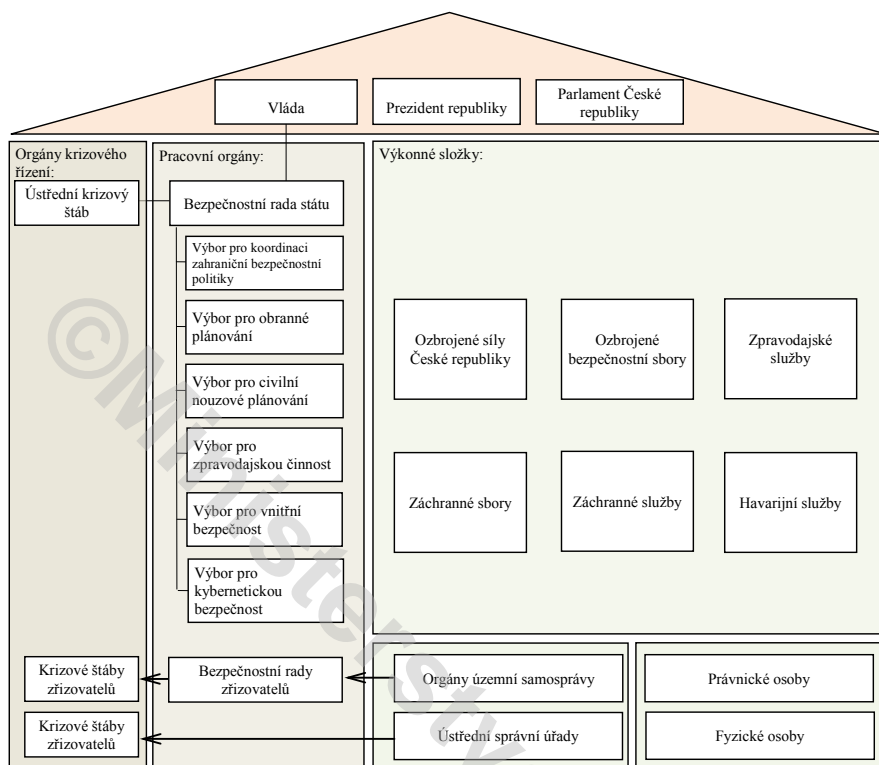 Vláda
Prezident republiky
Parlament České
republiky
Orgány krizového
řízení:
Ústřední krizový
štáb
Krizové štáby
zřizovatelů
Krizové štáby
zřizovatelů
Pracovní orgány:
Bezpečnostní rada státu
Výbor pro koordinaci
zahraniční bezpečnostní
politiky
Výbor pro obranné
plánování
Výbor pro civilní
nouzové plánování
Výbor pro
zpravodajskou činnost
Výbor pro vnitřní
bezpečnost
Výbor pro
kybernetickou
bezpečnost
Bezpečnostní rady
zřizovatelů
Výkonné složky:
Ozbrojené síly
České republiky
Ozbrojené
bezpečnostní sbory
Zpravodajské
služby
Záchranné sbory
Záchranné služby
Havarijní služby
Orgány územní samosprávy
Ústřední správní úřady
Právnické osoby
Fyzické osoby
©Ministerstv